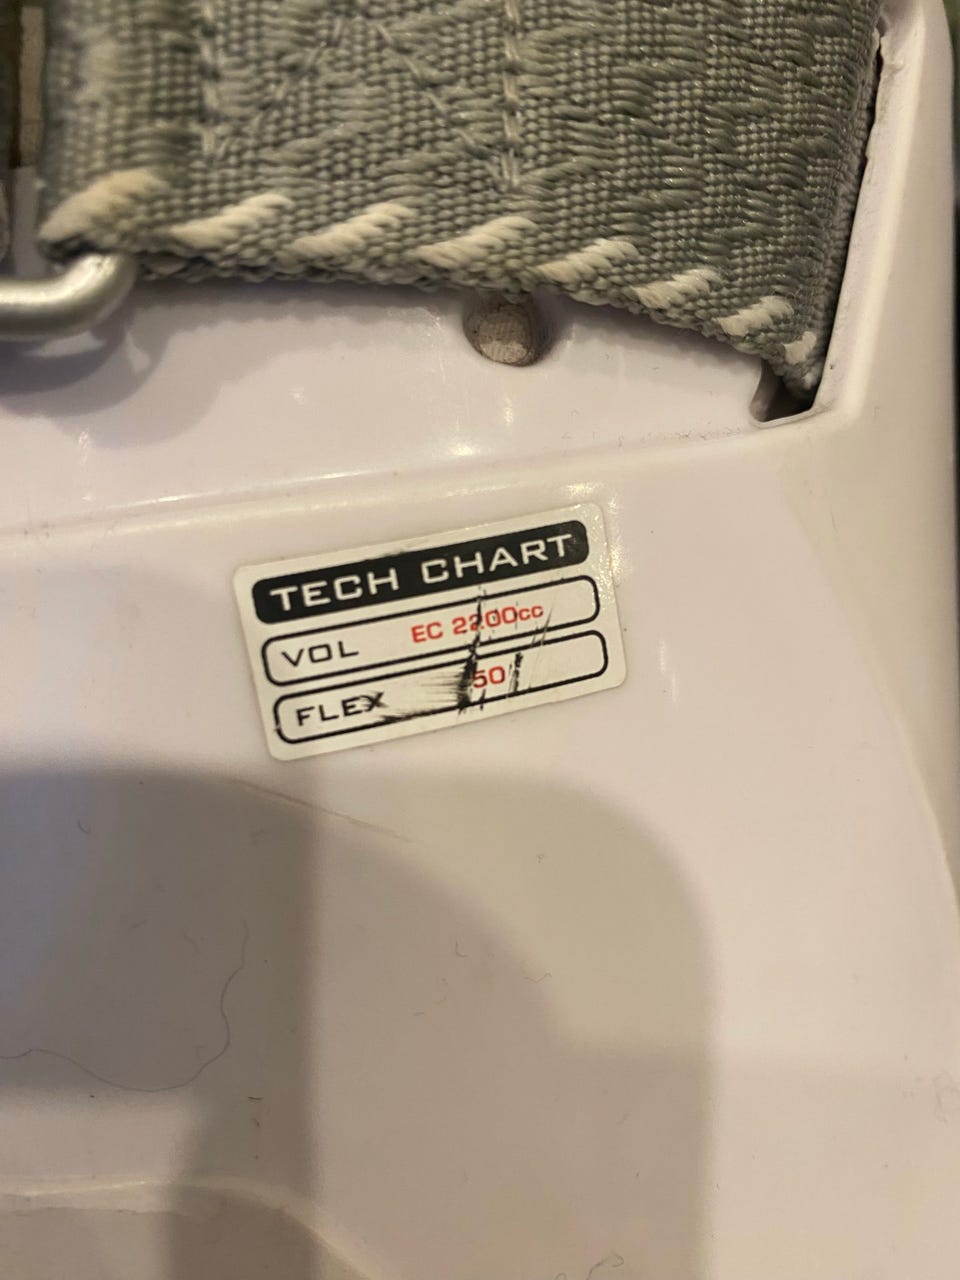 TECH CHART
VOL EC 2200cc
FLEX 50